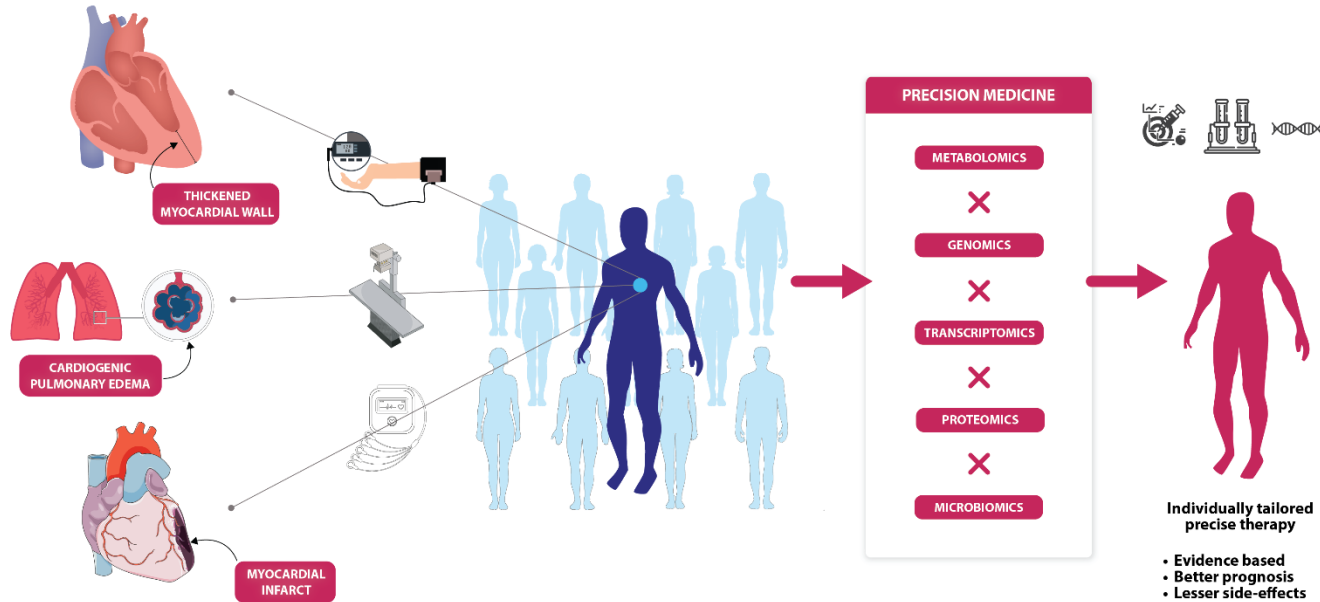 THICKENED
MYOCARDIAL WALL
CARDIOGENIC
PULMONARY EDEMA
MYOCARDIAL
INFARCT
PRECISION MEDICINE
METABOLOMICS
GENOMICS
TRANSCRIPTOMICS
PROTEOMICS
MICROBIOMICS
Individually tailored
precise therapy
• Evidence based
• Better prognosis
• Lesser side-effects